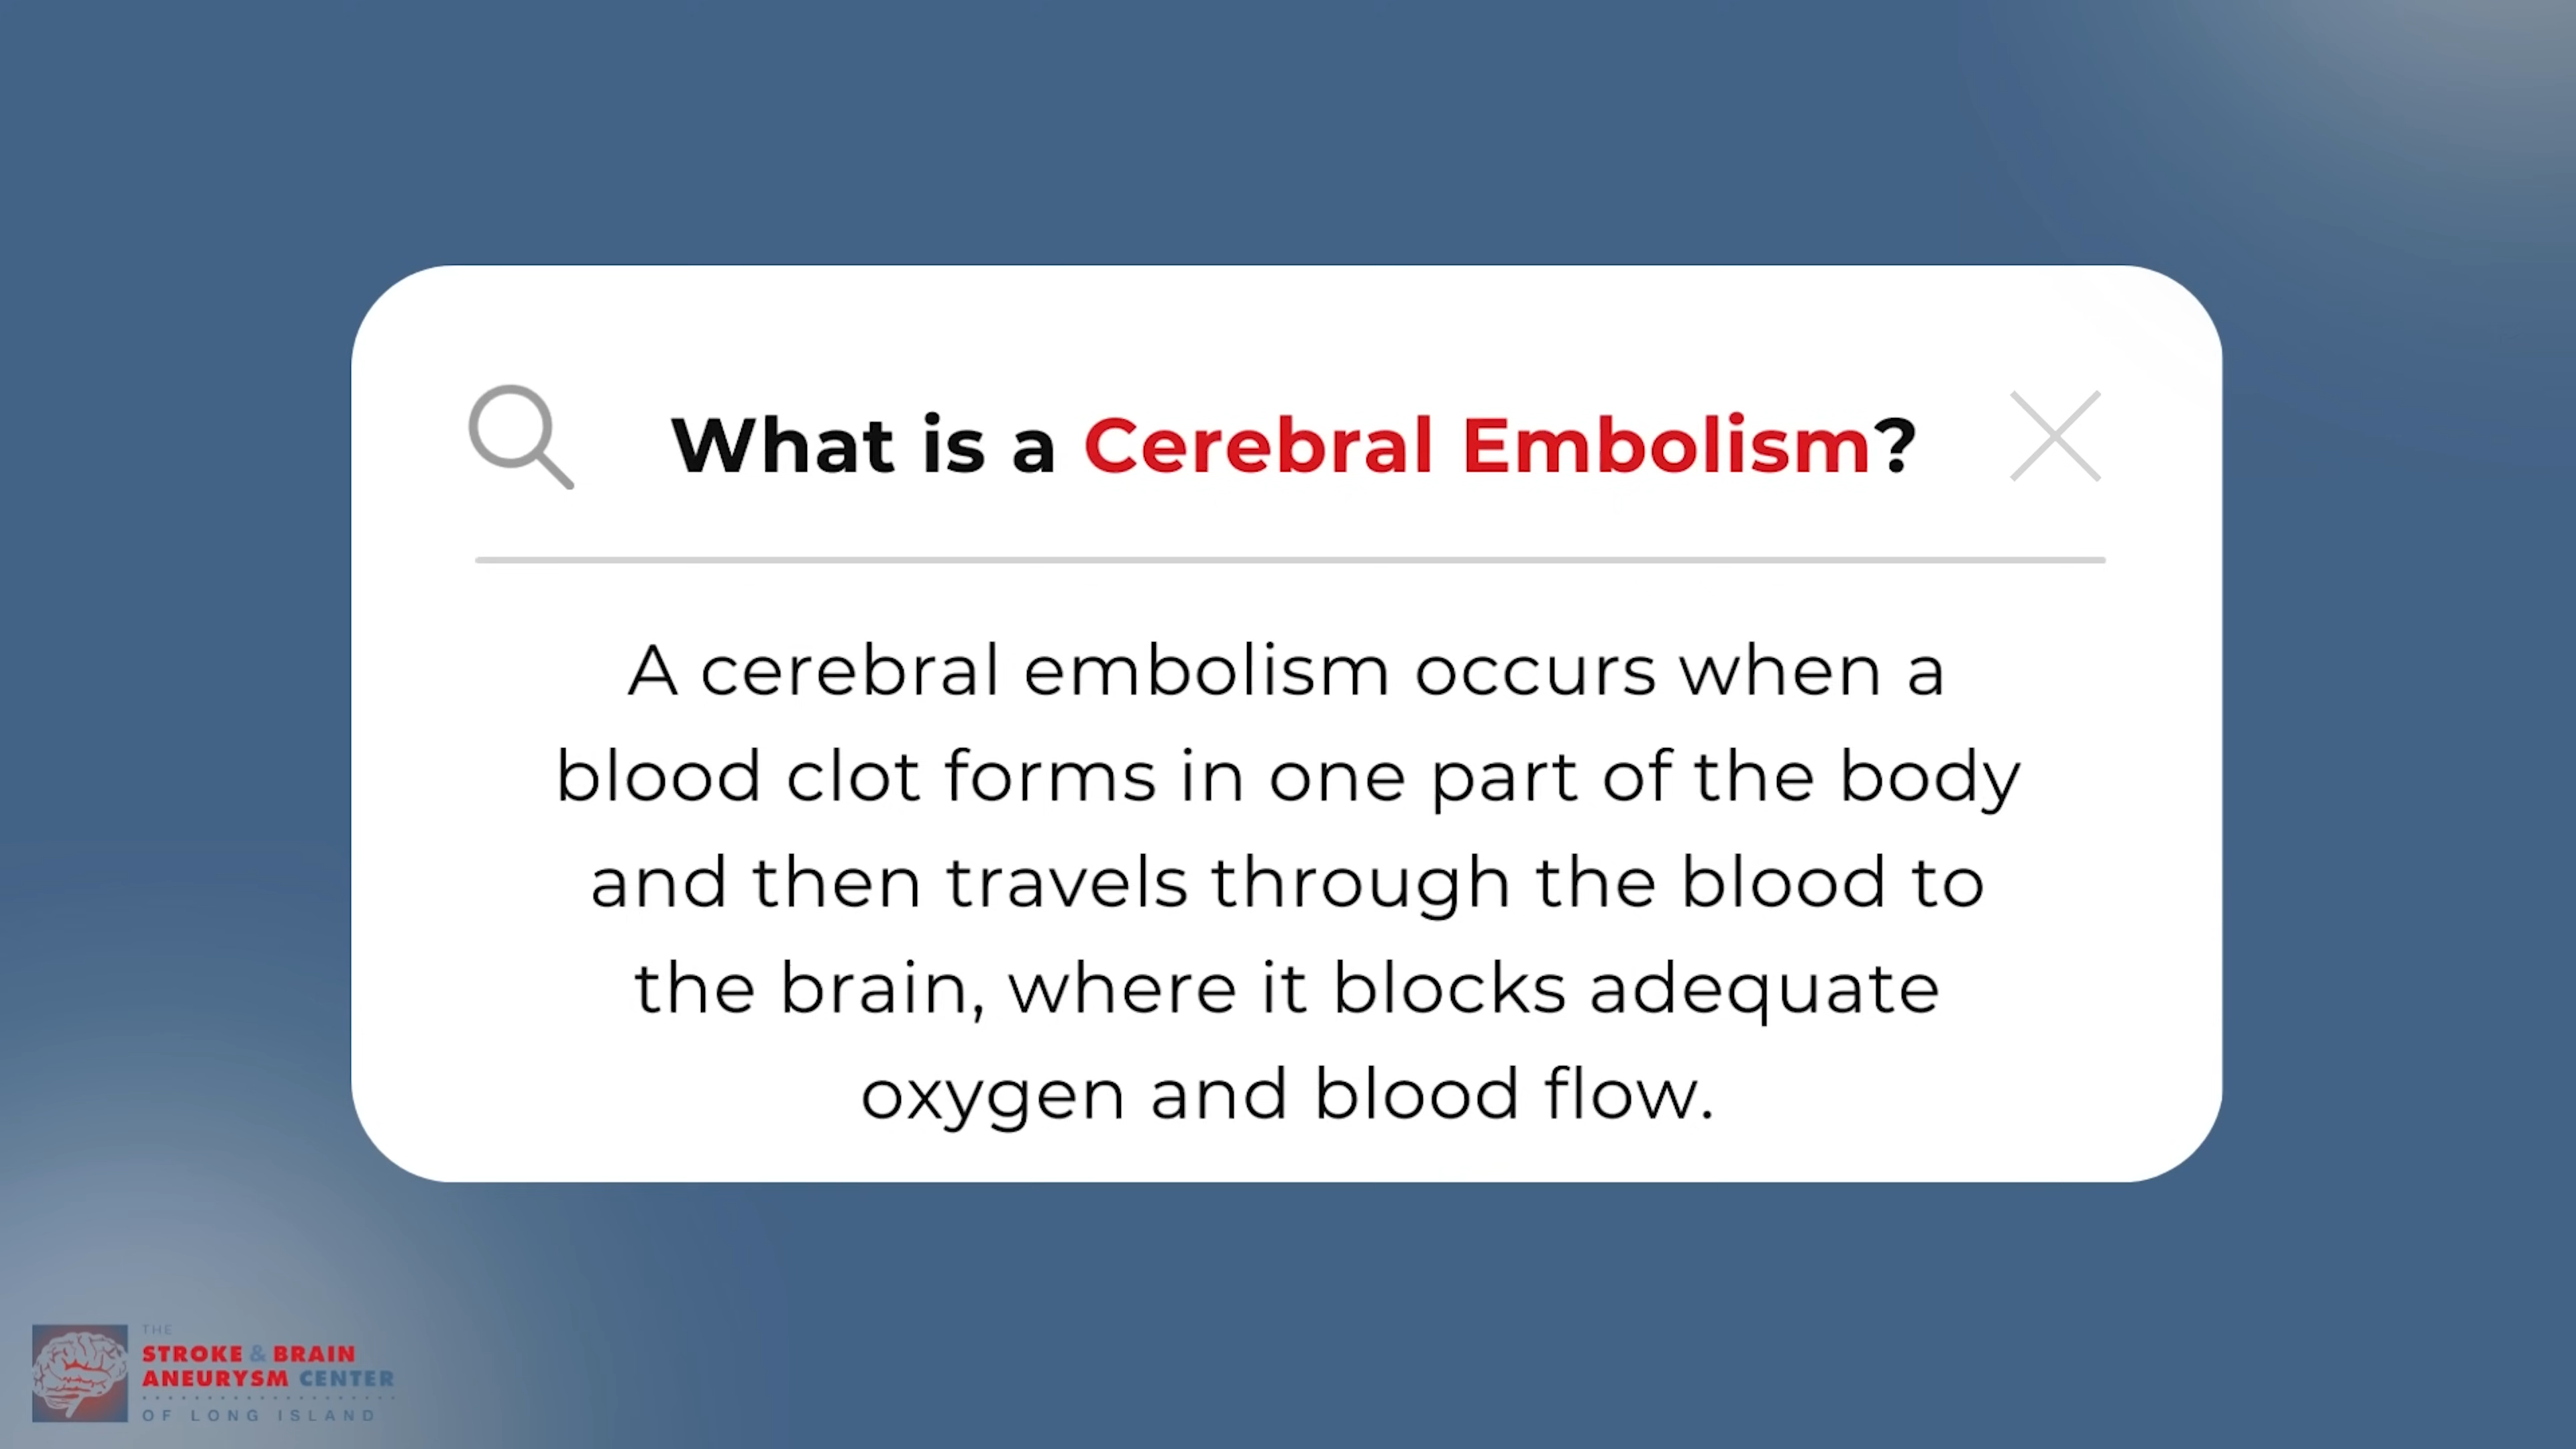 What is a Cerebral Embolism?
A cerebral embolism occurs when a
blood clot forms in one part of the body
and then travels through the blood to
the brain, where it blocks adequate
oxygen and blood flow.
THE
STROKE & BRAIN
ANEURYSM CENTER
OF LONG ISLAND